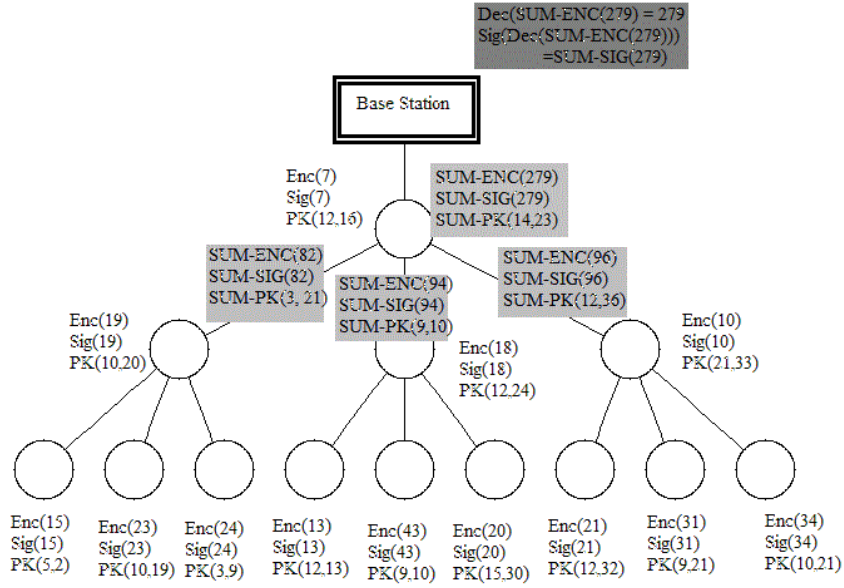 Dec(SUM-ENC(279) = 279
Sig(Dec(SUM-ENC(279)))
=SUM-SIG(279)
Base Station
Enc(7)
Sig(7)
PK(12,16)
SUM-ENC(279)
SUM-SIG(279)
SUM-PK(14,23)
SUM-ENC(82)
SUM-SIG(82)
SUM-PK(3, 21)
SUM-ENC(94)
SUM-SIG(94)
SUM-PK(9,10)
SUM-ENC(96)
SUM-SIG(96)
SUM-PK(12,36)
Enc(19)
Sig(19)
PK(10,20)
Enc(18)
Sig(18)
PK(12,24)
Enc(10)
Sig(10)
PK(21,33)
Enc(15)
Sig(15)
PK(5,2)
Enc(23)
Sig(23)
PK(10,19)
Enc(24)
Sig(24)
PK(3,9)
Enc(13)
Sig(13)
PK(12,13)
Enc(43)
Sig(43)
PK(9,10)
Enc(20)
Sig(20)
PK(15,30)
Enc(21)
Sig(21)
PK(12,32)
Enc(31)
Sig(31)
PK(9,21)
Enc(34)
Sig(34)
PK(10,21)